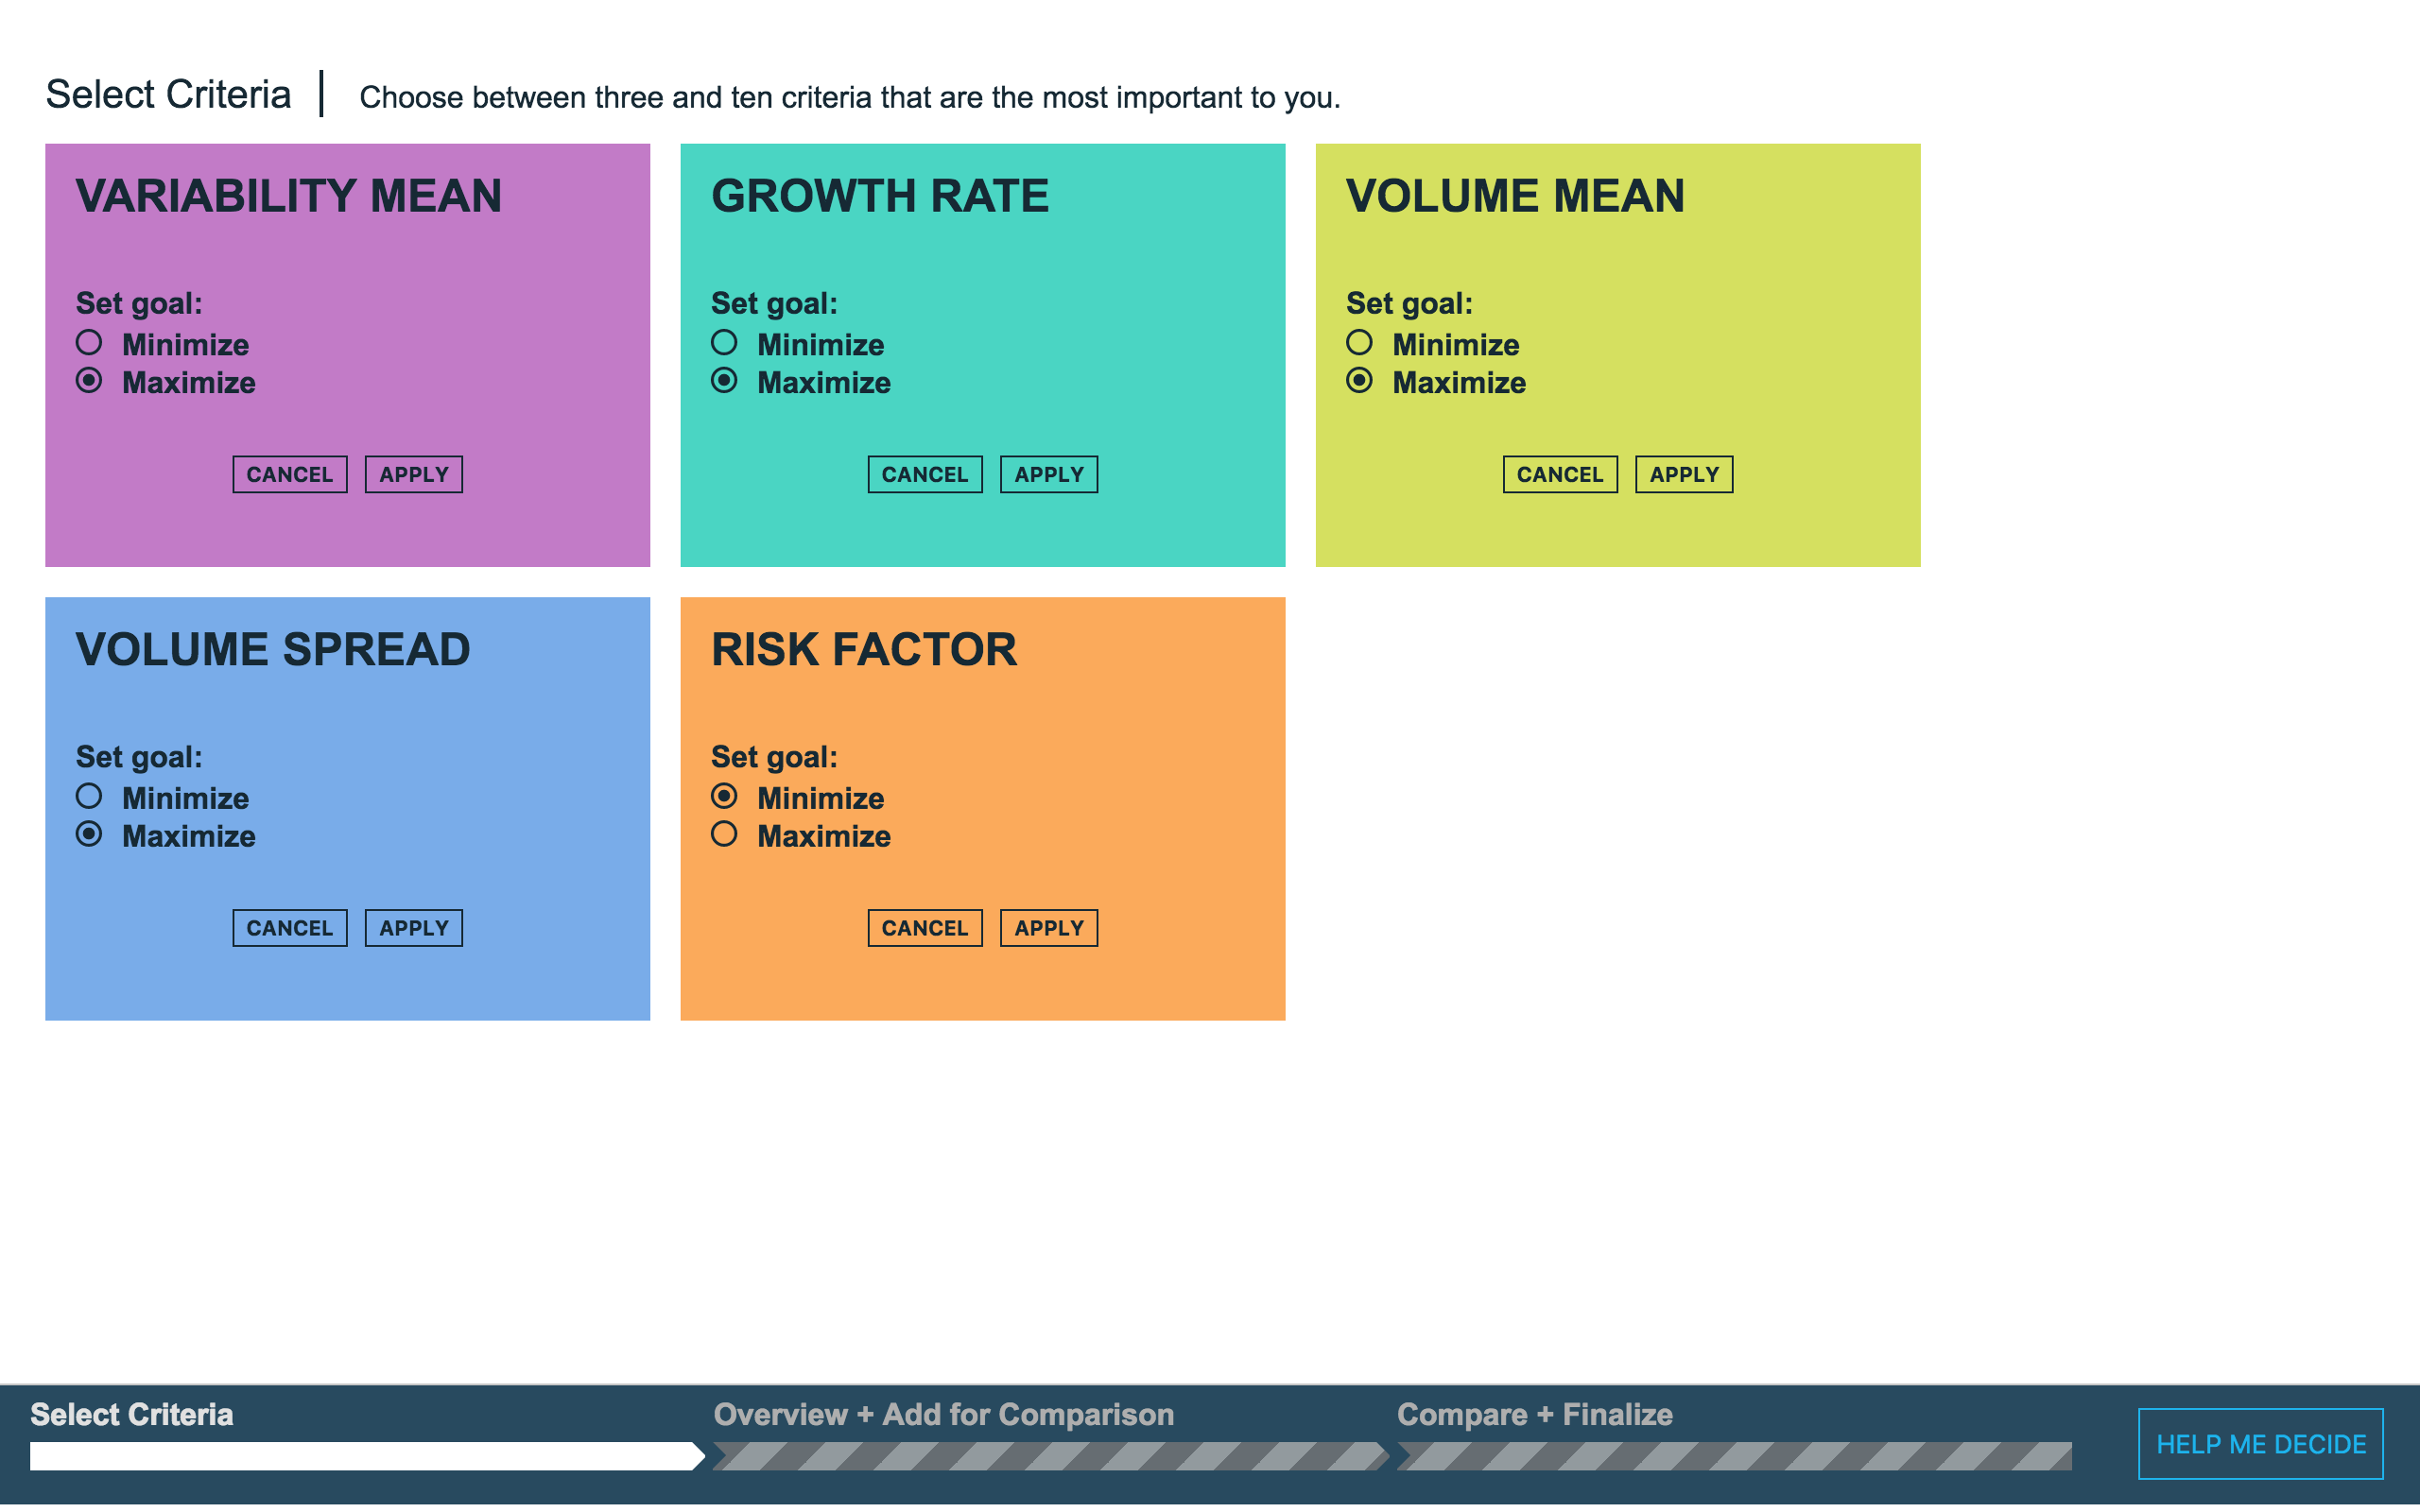 Select Criteria
Choose between three and ten criteria that are the most important to you.
VARIABILITY MEAN
Set goal:
Minimize
Maximize
CANCEL APPLY
GROWTH RATE
Set goal:
Minimize
Maximize
CANCEL APPLY
VOLUME MEAN
Set goal:
Minimize
Maximize
CANCEL APPLY
VOLUME SPREAD
Set goal:
Minimize
Maximize
CANCEL APPLY
RISK FACTOR
Set goal:
Minimize
Maximize
CANCEL APPLY
Select Criteria
Overview + Add for Comparison
Compare + Finalize
HELP ME DECIDE